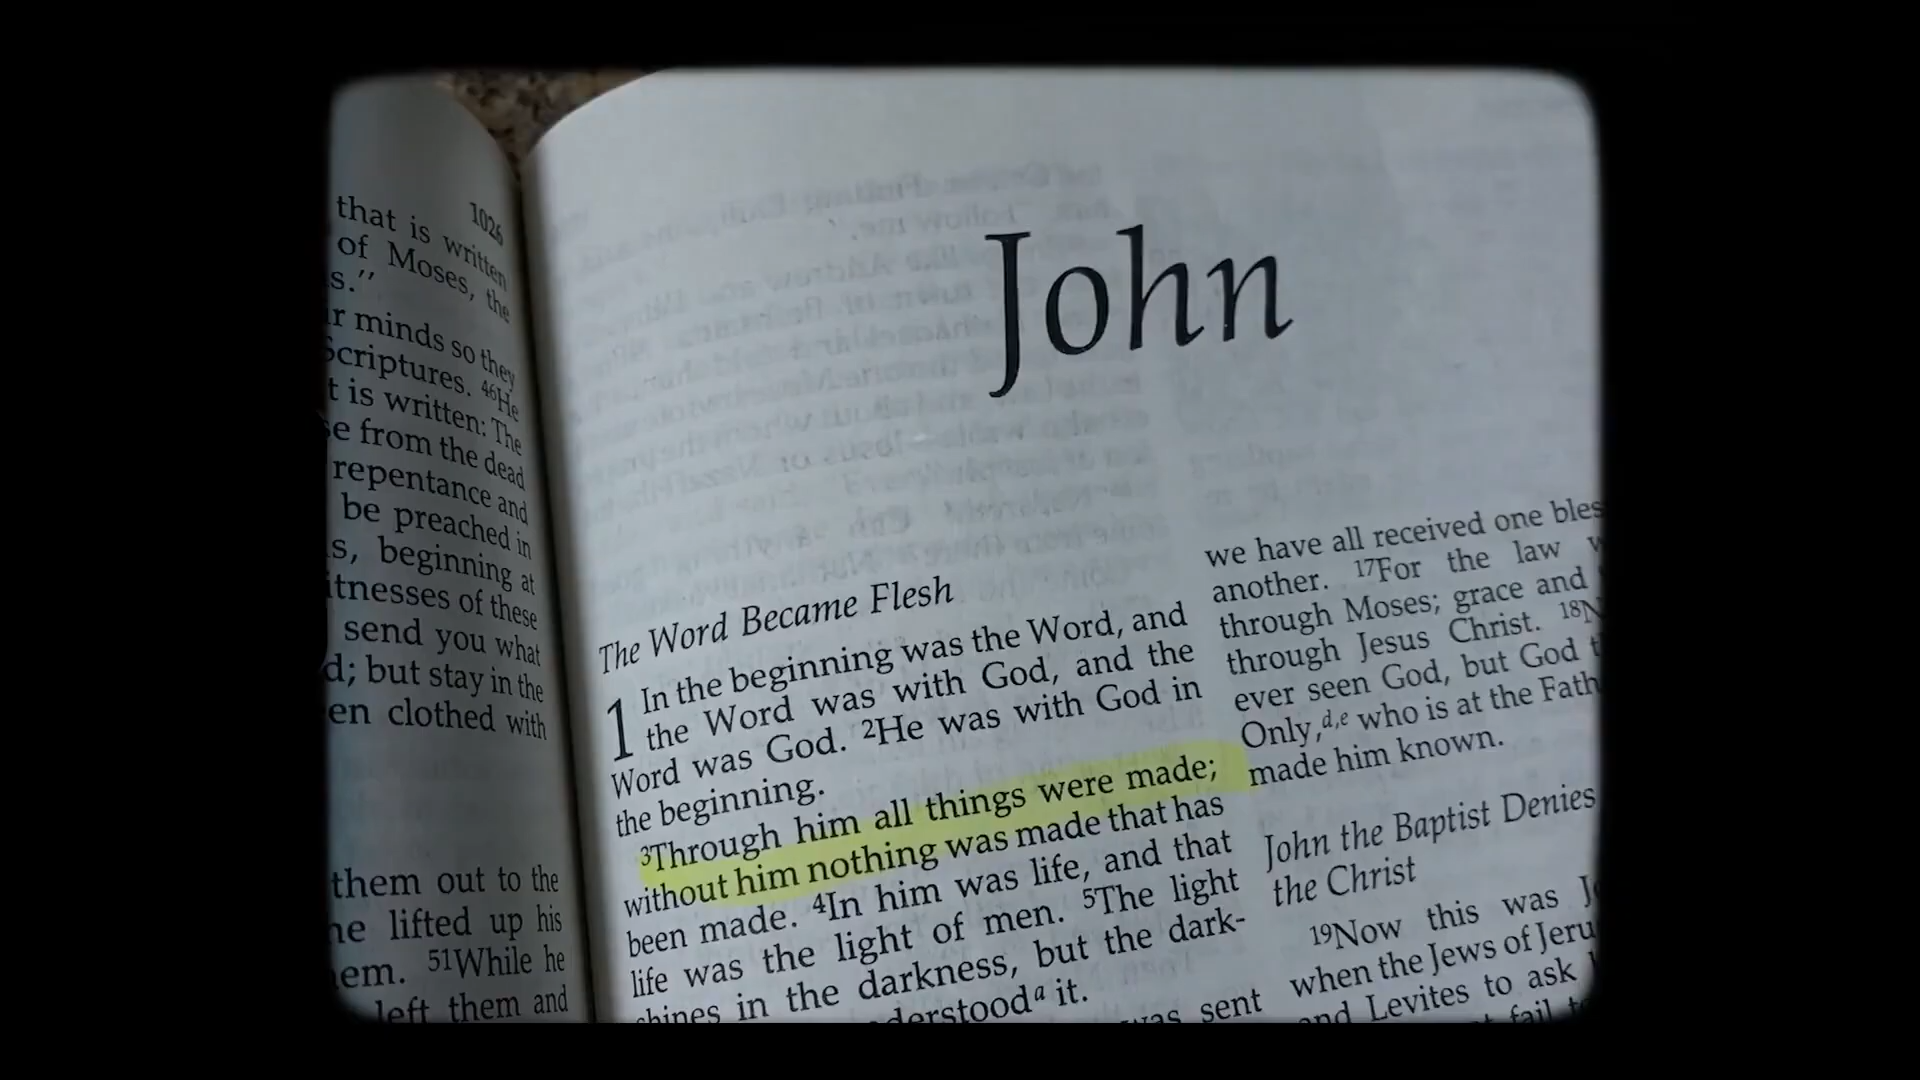 1026
that is written
of Moses, the
s."
r minds so they
Scriptures. 46He
t is written: The
se from the dead
repentance and
be preached in
s, beginning at
itnesses of these
send you what
d; but stay in the
en clothed with
them out to the
he lifted up his
em. 51While he
left them and
John
The Word Became Flesh
1 In the beginning was the Word, and
the Word was with God, and the
Word was God. 2He was with God in
the beginning.
3Through him all things were made;
without him nothing was made that has
been made. 4In him was life, and that
life was the light of men. 5The light
shines in the darkness, but the dark-
derstood a it.
was sent
we have all received one bles
another. 17For the law w
through Moses; grace and
through Jesus Christ. 18N
ever seen God, but God t
Only,d,e who is at the Fath
made him known.
John the Baptist Denies
the Christ
19Now this was J
when the Jews of Jeru
and Levites to ask
fail t